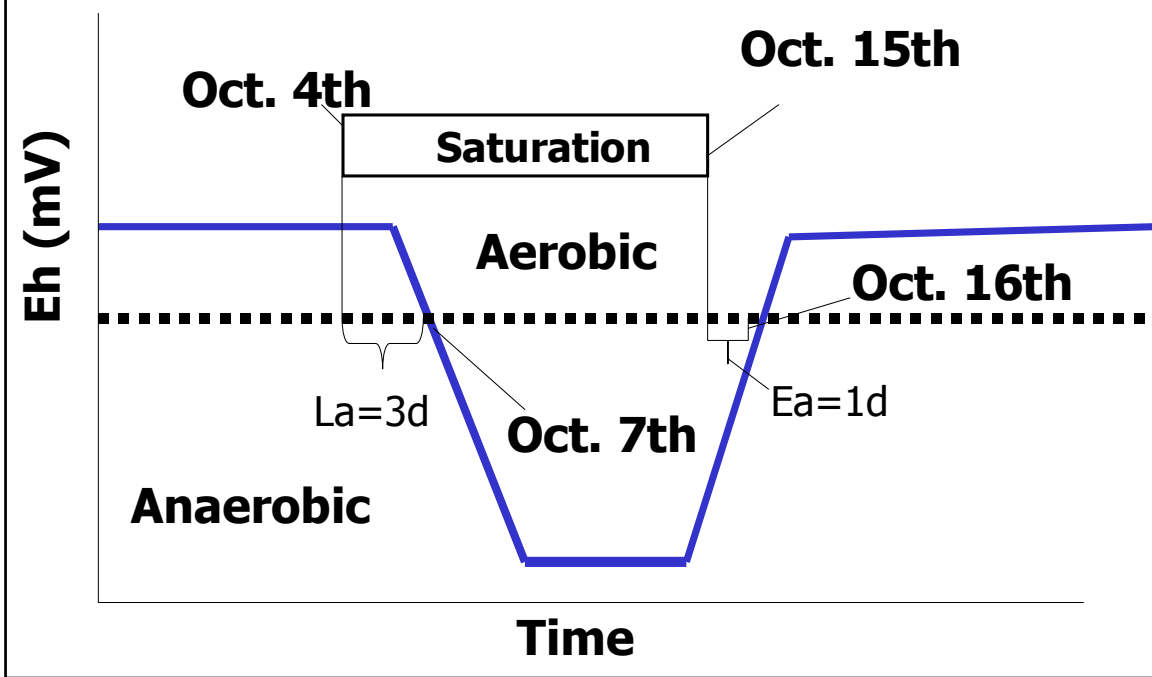 Oct. 15th
Oct. 4th
Saturation
Eh (mV)
Aerobic
Oct. 16th
La=3d
Ea=1d
Oct. 7th
Anaerobic
Time